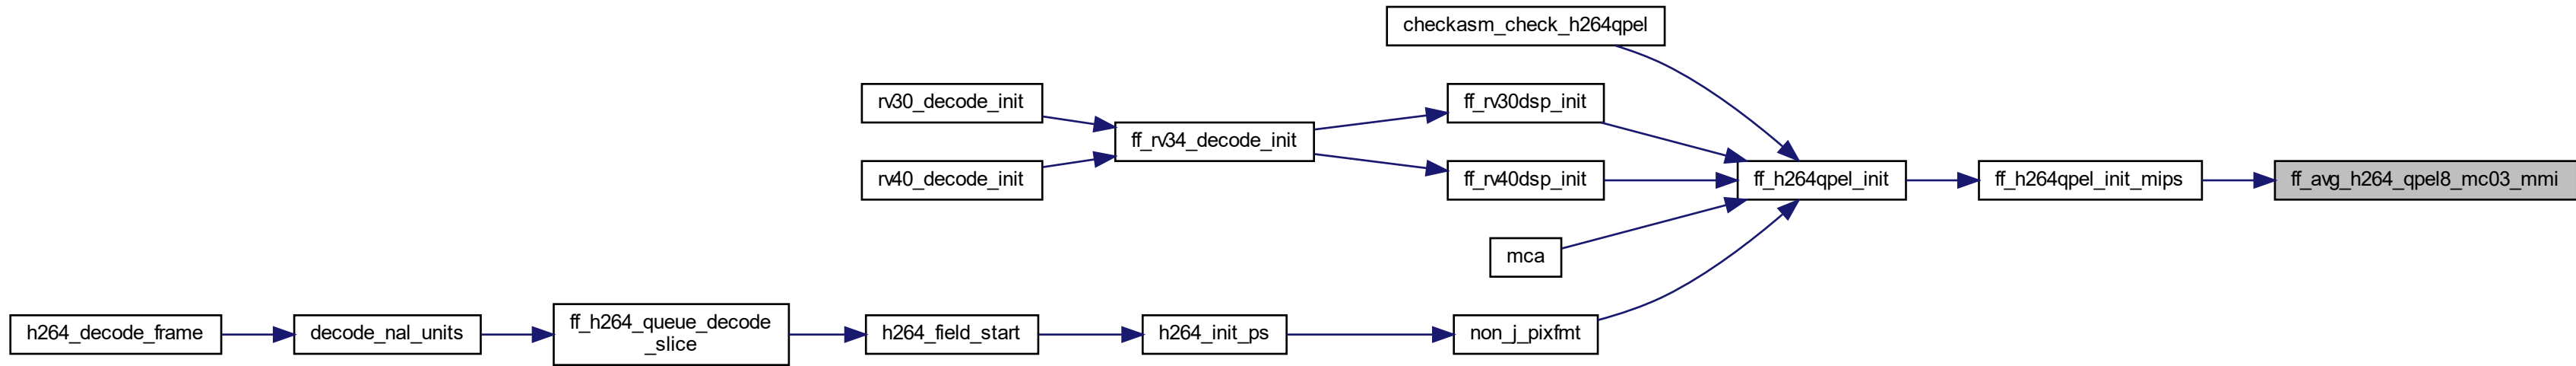 checkasm_check_h264qpel
rv30_decode_init
ff_rv30dsp_init
ff_rv34_decode_init
rv40_decode_init
ff_rv40dsp_init
ff_h264qpel_init
ff_h264qpel_init_mips
ff_avg_h264_qpel8_mc03_mmi
mca
h264_decode_frame
decode_nal_units
ff_h264_queue_decode
_slice
h264_field_start
h264_init_ps
non_j_pixfmt